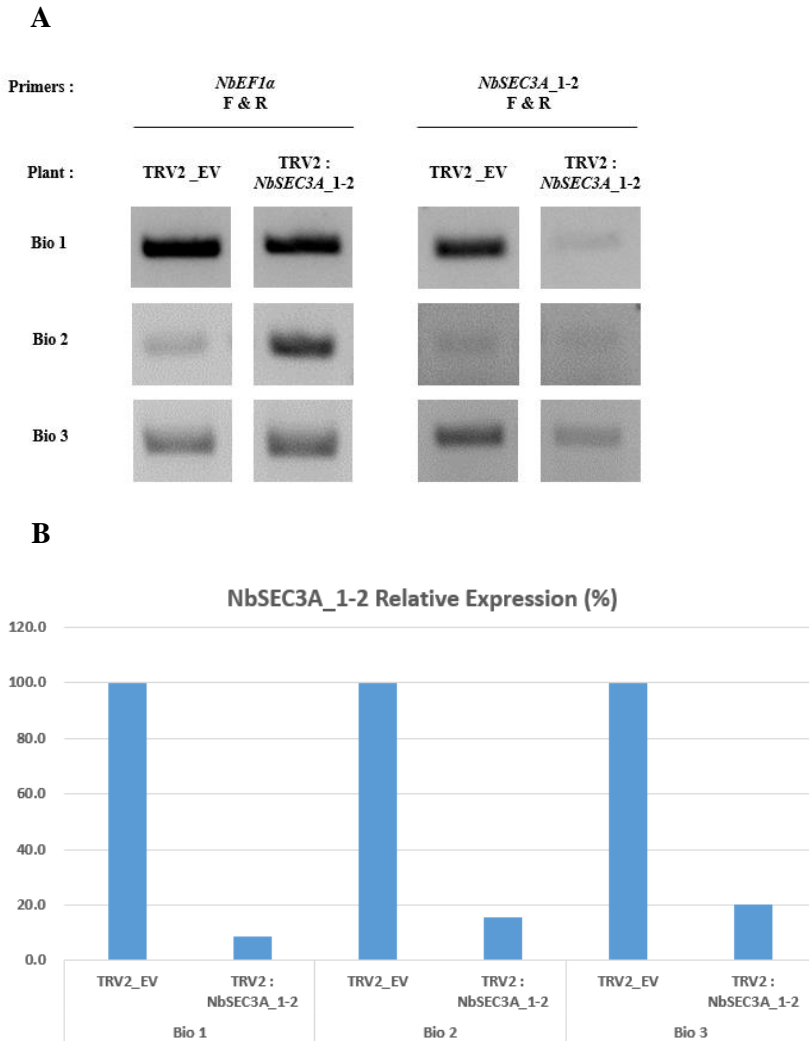 A
Primers :
NbEF1α
F & R
NbSEC3A_1-2
F & R
Plant :
TRV2 _EV
TRV2 :
NbSEC3A_1-2
TRV2 _EV
TRV2 :
NbSEC3A_1-2
Bio 1
Bio 2
Bio 3
B
NbSEC3A_1-2 Relative Expression (%)
120.0
100.0
80.0
60.0
40.0
20.0
0.0
TRV2_EV
TRV2 :
NbSEC3A_1-2
TRV2_EV
TRV2 :
NbSEC3A_1-2
TRV2_EV
TRV2 :
NbSEC3A_1-2
Bio 1
Bio 2
Bio 3